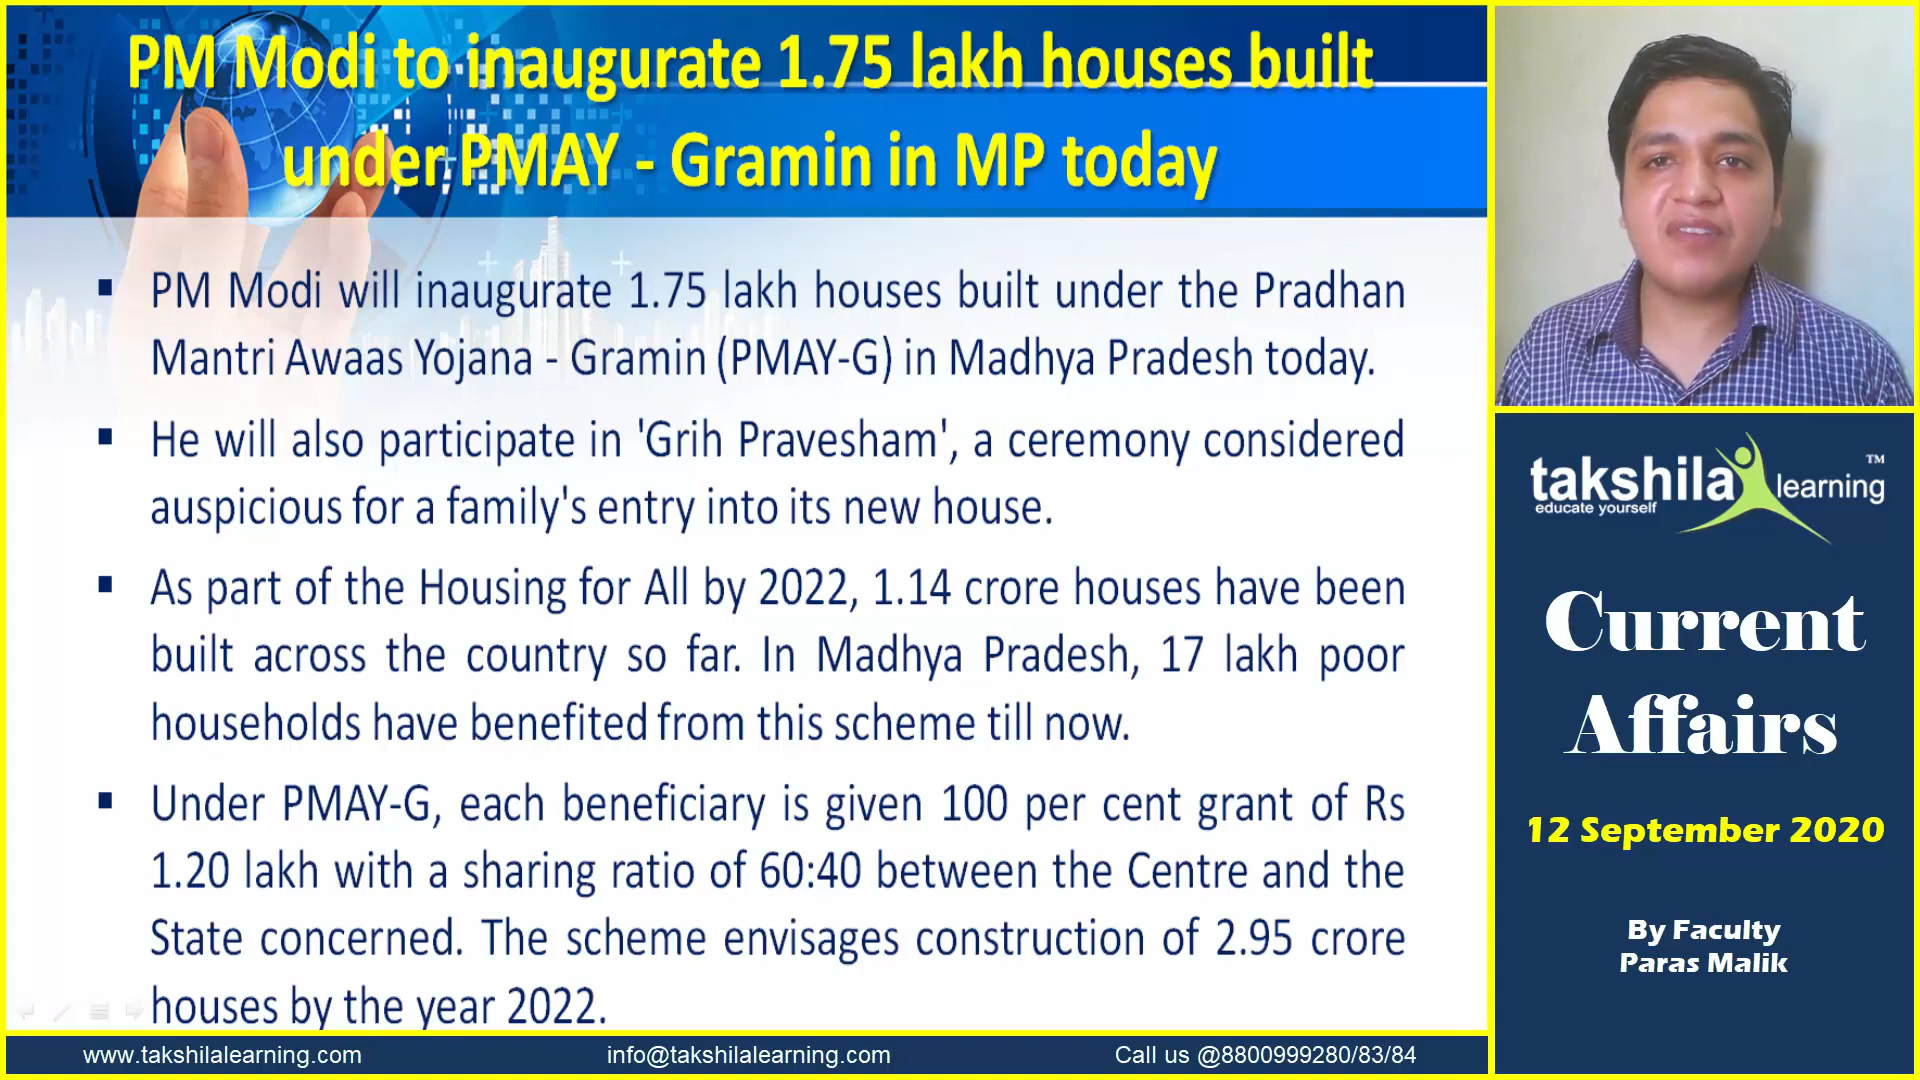 PM Modi to inaugurate 1.75 lakh houses built
under PMAY - Gramin in MP today
▪ PM Modi will inaugurate 1.75 lakh houses built under the Pradhan
Mantri Awaas Yojana - Gramin (PMAY-G) in Madhya Pradesh today.
▪ He will also participate in 'Grih Pravesham', a ceremony considered
auspicious for a family's entry into its new house.
▪ As part of the Housing for All by 2022, 1.14 crore houses have been
built across the country so far. In Madhya Pradesh, 17 lakh poor
households have benefited from this scheme till now.
▪ Under PMAY-G, each beneficiary is given 100 per cent grant of Rs
1.20 lakh with a sharing ratio of 60:40 between the Centre and the
State concerned. The scheme envisages construction of 2.95 crore
houses by the year 2022.
www.takshilalearning.com
info@takshilalearning.com
Call us @8800999280/83/84
takshila learning ™
educate yourself
Current
Affairs
12 September 2020
By Faculty
Paras Malik